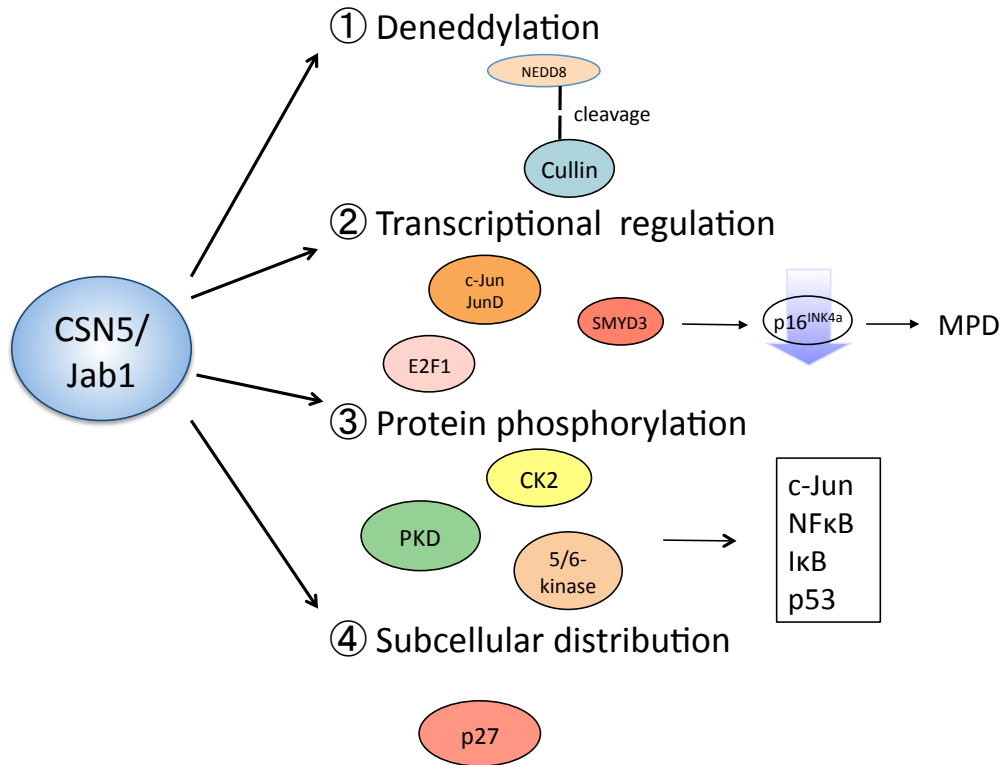 ① Deneddylation
NEDD8
cleavage
Cullin
② Transcriptional regulation
c-Jun
JunD
SMYD3
p16INK4a
MPD
E2F1
CSN5/
Jab1
③ Protein phosphorylation
CK2
PKD
5/6-
kinase
c-Jun
NFκB
IκB
p53
④ Subcellular distribution
p27